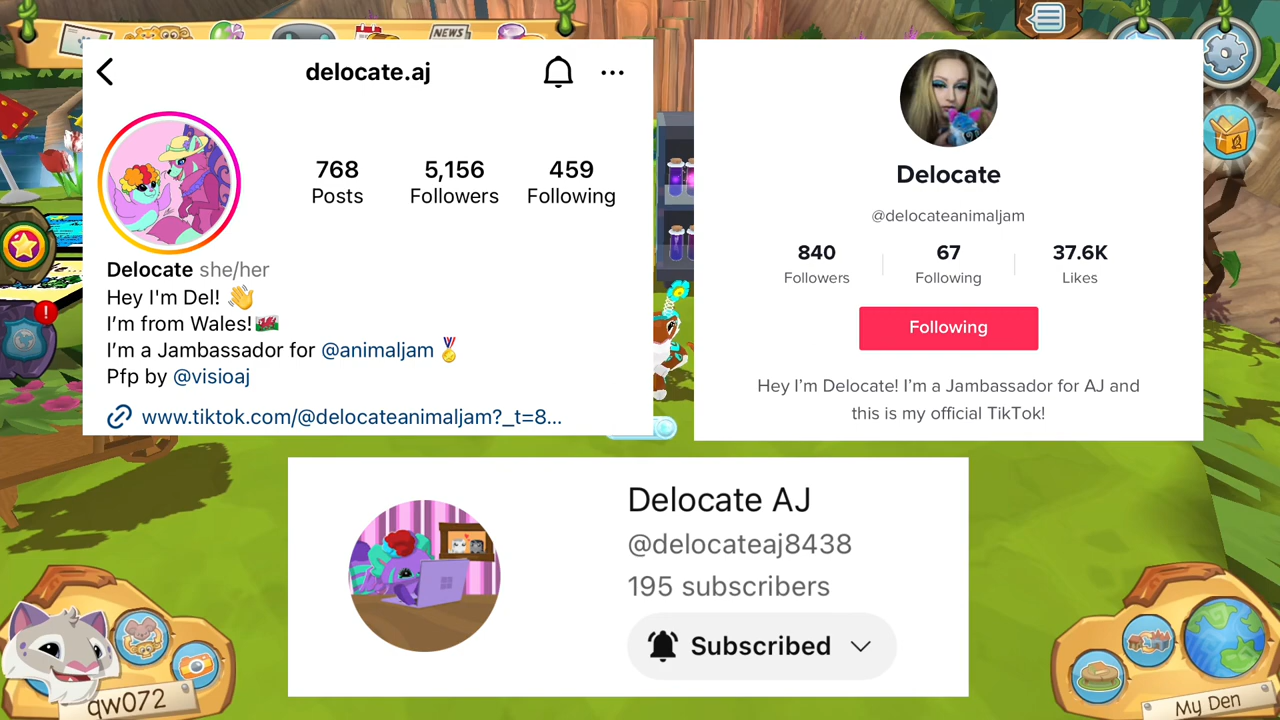 NEWS
delocate.aj
768
5,156
459
Posts
Followers
Following
Delocate she/her
Hey I'm Del! 👋
I'm from Wales!🏴󠁧󠁢󠁷󠁬󠁳󠁿
I'm a Jambassador for @animaljam🏅
Pfp by @visioaj
www.tiktok.com/@delocateanimaljam?_t=8...
Delocate
@delocateanimaljam
840
67
37.6K
Followers
Following
Likes
Following
Hey I'm Delocate! I'm a Jambassador for AJ and
this is my official TikTok!
Delocate AJ
@delocateaj8438
195 subscribers
Subscribed
qw072
My Den